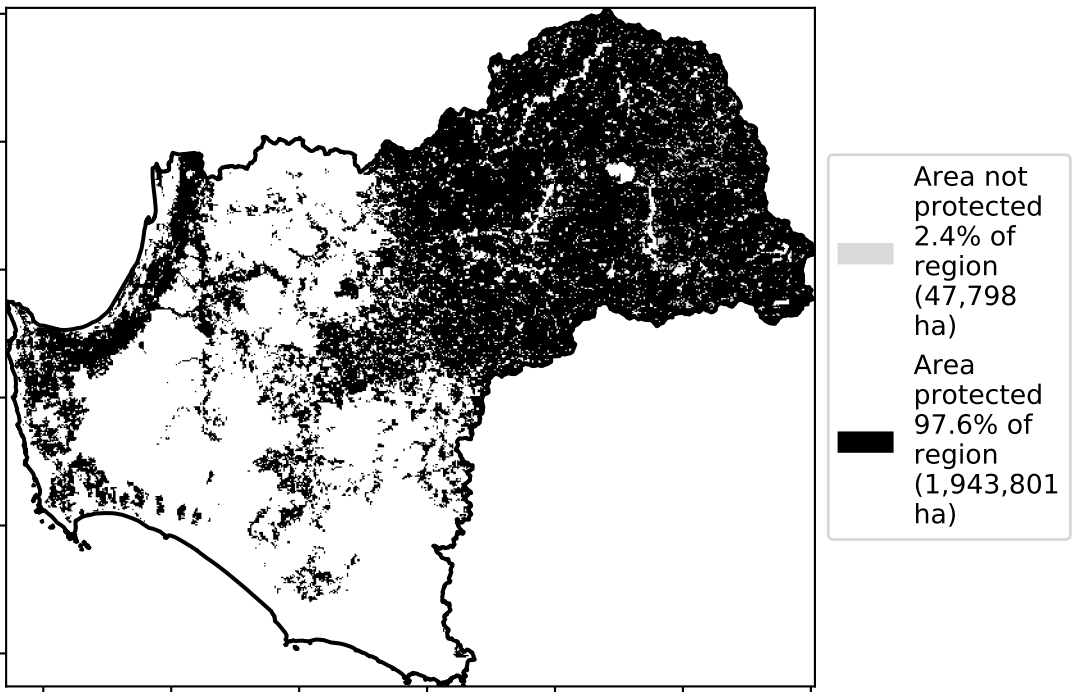 Area not
protected
2.4% of
region
(47,798
ha)
Area
protected
97.6% of
region
(1,943,801
ha)